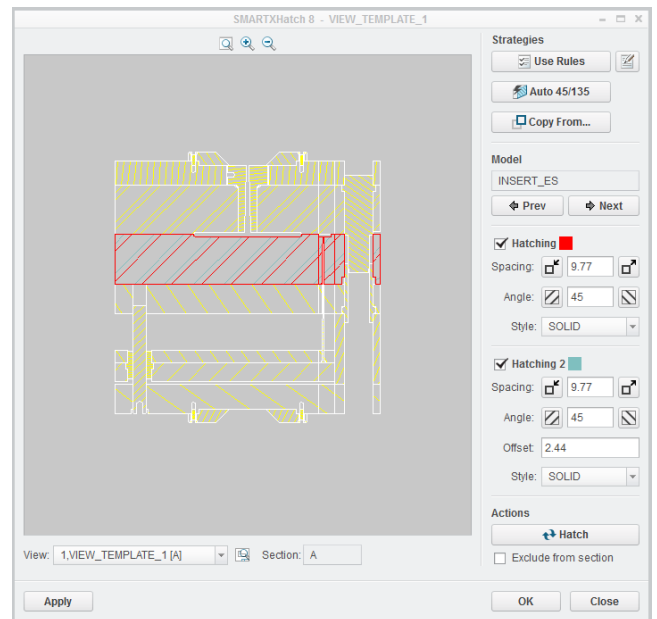 SMARTXHatch 8 - VIEW_TEMPLATE_1
Strategies
Use Rules
Auto 45/135
Copy From...
Model
INSERT_ES
Prev Next
Hatching
Spacing: 9.77
Angle: 45
Style: SOLID
Hatching 2
Spacing: 9.77
Angle: 45
Offset: 2.44
Style: SOLID
Actions
Hatch
Exclude from section
View: 1,VIEW_TEMPLATE_1 [A] Section: A
Apply OK Close